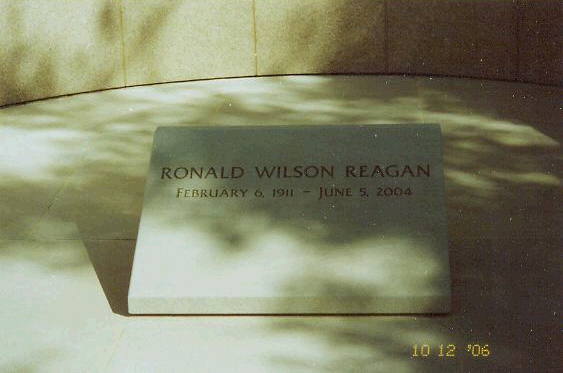 RONALD WILSON REAGAN
FEBRUARY 6, 1911 – JUNE 5, 2004
10 12 '06